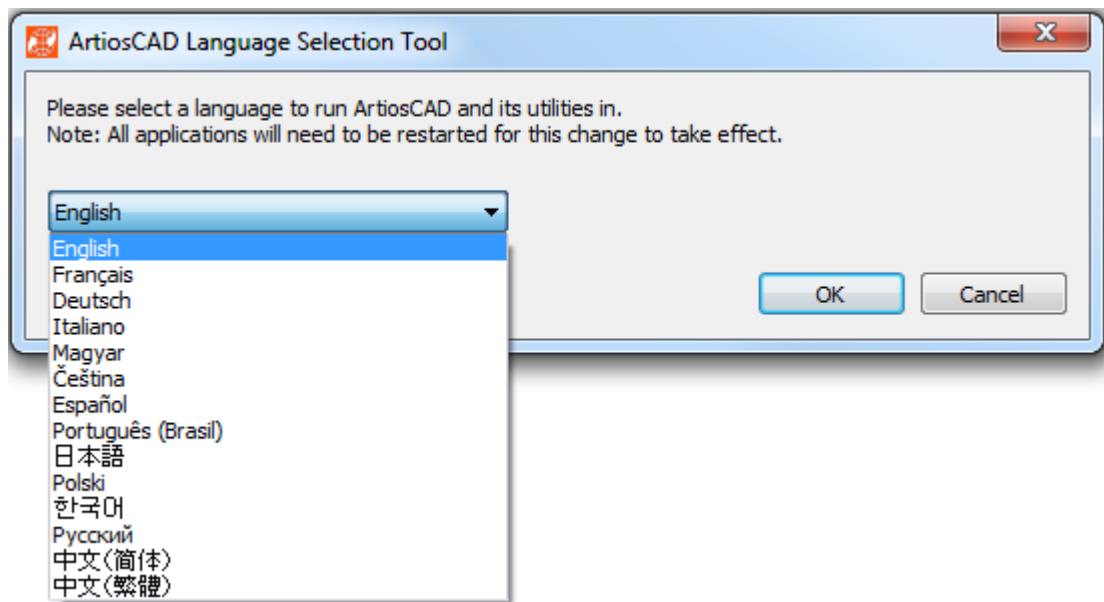 ArtiosCAD Language Selection Tool
Please select a language to run ArtiosCAD and its utilities in.
Note: All applications will need to be restarted for this change to take effect.
English
English
Français
Deutsch
Italiano
Magyar
Čeština
Español
Português (Brasil)
日本語
Polski
한국어
Русский
中文(简体)
中文(繁體)
OK
Cancel